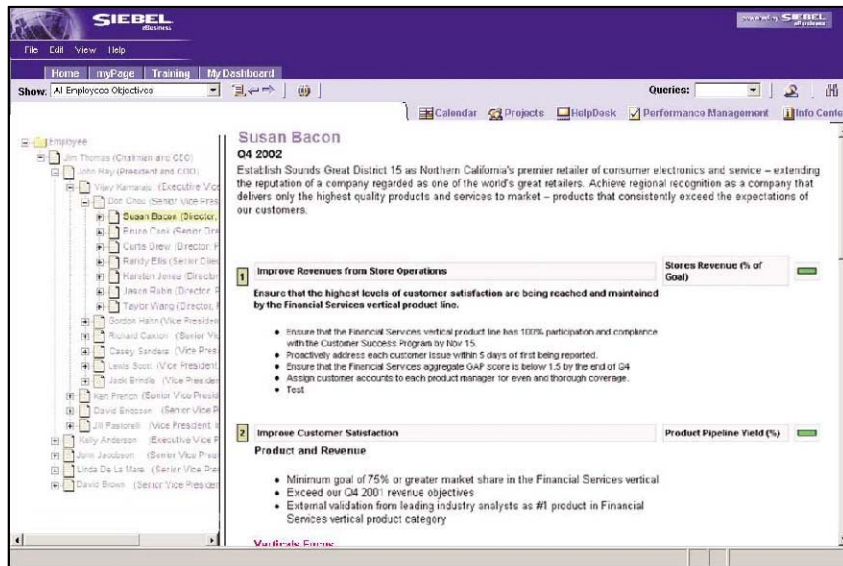 SIEBEL
eBusiness
powered by SIEBEL
eBusiness
File Edit View Help
Home myPage Training My Dashboard
Show: All Employees Objectives
Queries:
Calendar Projects HelpDesk Performance Management Info Cente
Employee
Jim Thomas (Chairman and CEO)
John Ray (President and COO)
Vijay (Executive Vice
Don Chou (Senior Vice Pres
Susan Bacon (Director,
Bruce Cook (Senior Dire
Curtis Drew (Director, P
Randy Ellis (Senior Direc
Karsten Jones (Director
Jason Rubin (Director, P
Taylor Wang (Director, P
Gordon Hahn (Vice President
Richard Caxton (Senior Vic
Casey Sanders (Vice Presi
Lewis Scott (Vice President,
Jack Brindle (Vice Presiden
Ken French (Senior Vice Presid
David Ericsson (Senior Vice P
Jill Pastorelli (Vice President, In
Kelly Anderson (Executive Vice P
John Jacobson (Senior Vice Pres
Linda De La Mare (Senior Vice Pre
David Brown (Senior Vice Presiden
Susan Bacon
Q4 2002
Establish Sounds Great District 15 as Northern California's premier retailer of consumer electronics and service – extending
the reputation of a company regarded as one of the world's great retailers. Achieve regional recognition as a company that
delivers only the highest quality products and services to market – products that consistently exceed the expectations of
our customers.
1 Improve Revenues from Store Operations Stores Revenue (% of
Goal)
Ensure that the highest levels of customer satisfaction are being reached and maintained
by the Financial Services vertical product line.
• Ensure that the Financial Services vertical product line has 100% participation and compliance
with the Customer Success Program by Nov 15.
• Proactively address each customer issue within 5 days of first being reported.
• Ensure that the Financial Services aggregate GAP score is below 1.5 by the end of Q4
• Assign customer accounts to each product manager for even and thorough coverage.
• Test
2 Improve Customer Satisfaction Product Pipeline Yield (%)
Product and Revenue
• Minimum goal of 75% or greater market share in the Financial Services vertical
• Exceed our Q4 2001 revenue objectives
• External validation from leading industry analysts as #1 product in Financial
Services vertical product category
Verticals Focus